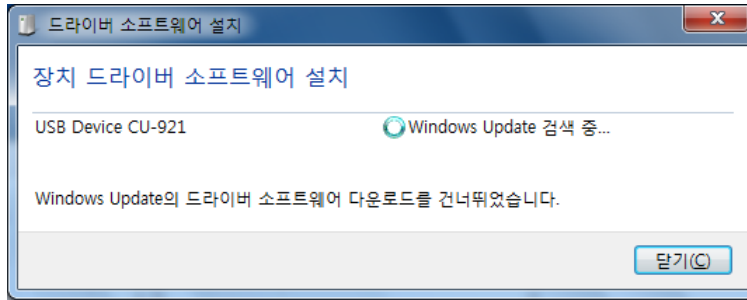 드라이버 소프트웨어 설치
장치 드라이버 소프트웨어 설치
USB Device CU-921 Windows Update 검색 중...
Windows Update의 드라이버 소프트웨어 다운로드를 건너뛰었습니다.
닫기(C)